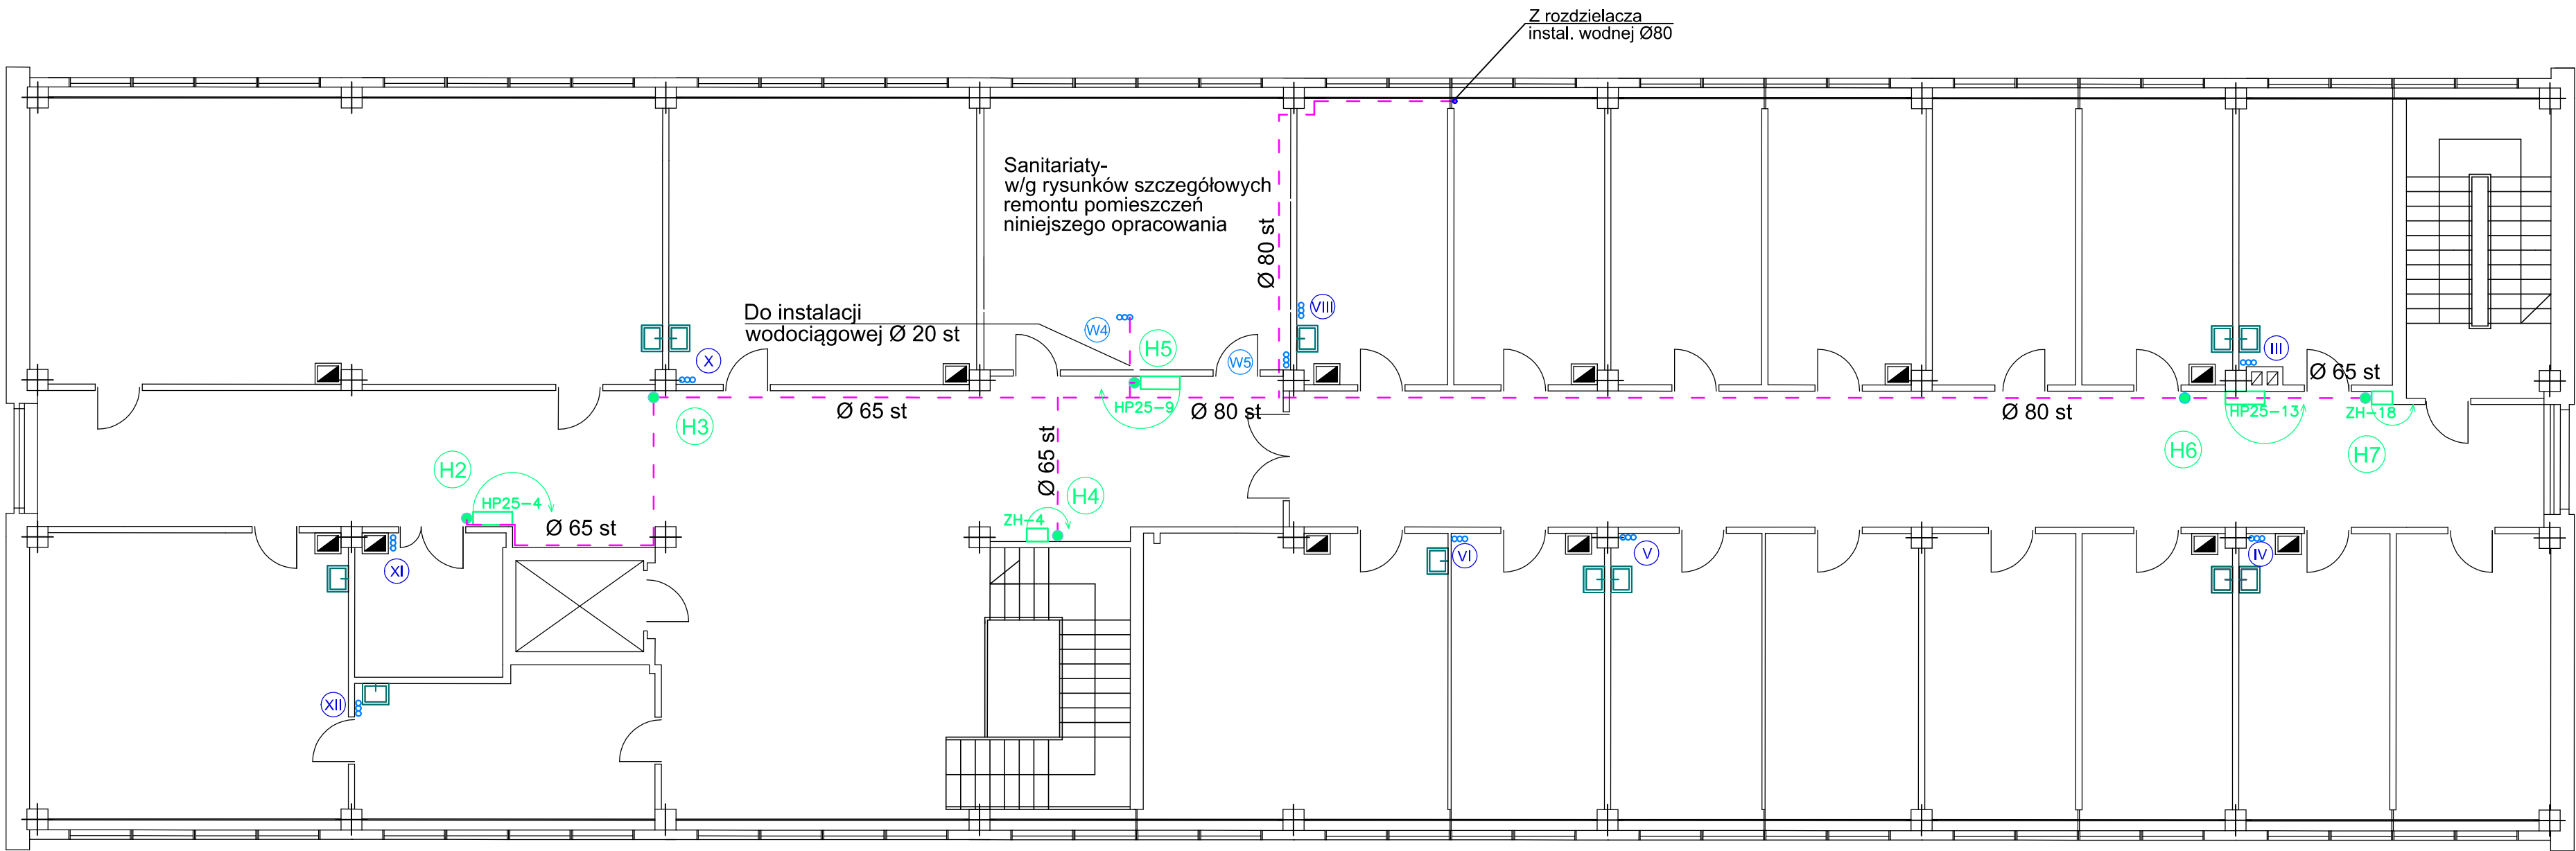 Z rozdzielacza
instal. wodnej Ø80
Sanitariaty-
w/g rysunków szczegółowych
remontu pomieszczeń
niniejszego opracowania
Ø 80 st
Do instalacji
wodociągowej Ø 20 st
W4
H5
W5
VIII
X
III
Ø 65 st
H3
Ø 65 st
HP25-9
Ø 80 st
Ø 80 st
HP25-13
ZH-18
H2
HP25-4
Ø 65 st
Ø 65 st
H4
ZH-4
H6
H7
XI
VI
V
IV
XII